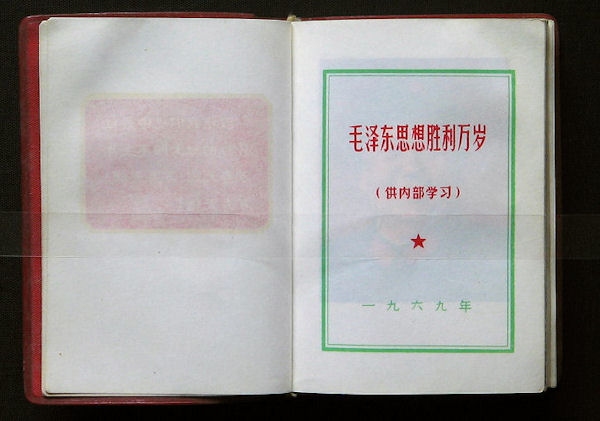 毛泽东思想胜利万岁
（供内部学习）
一九六九年